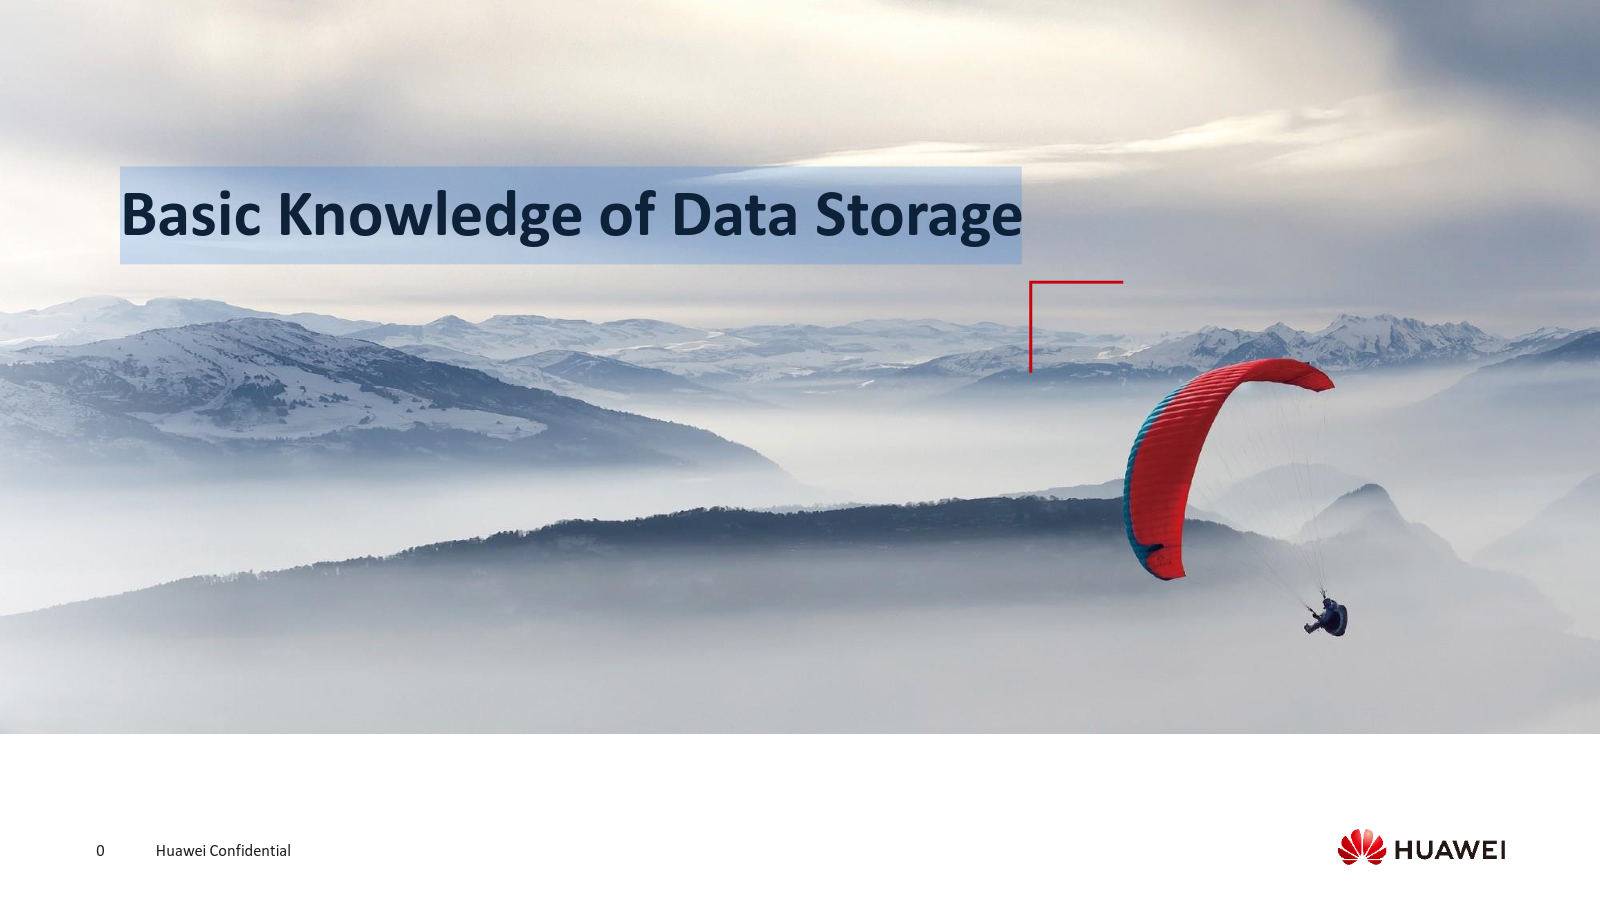 Basic Knowledge of Data Storage
0 Huawei Confidential
HUAWEI